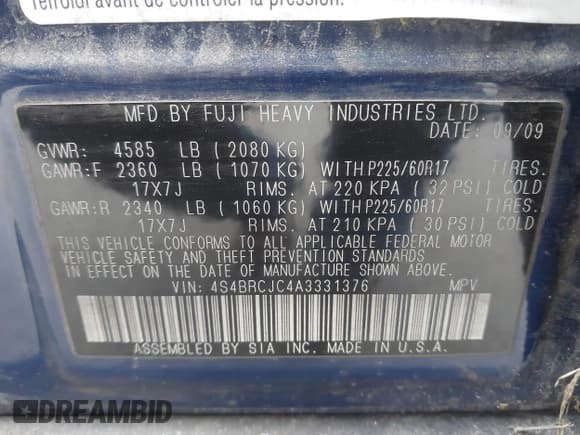 refroidi avant de contrôler la pression.
MFD BY FUJI HEAVY INDUSTRIES LTD.
DATE: 09/09
GVWR: 4585 LB ( 2080 KG)
GAWR:F 2360 LB ( 1070 KG) WITH P225/60R17 TIRES.
17X7J RIMS. AT 220 KPA ( 32 PSI) COLD
GAWR:R 2340 LB ( 1060 KG) WITH P225/60R17 TIRES.
17X7J RIMS. AT 210 KPA ( 30 PSI) COLD
THIS VEHICLE CONFORMS TO ALL APPLICABLE FEDERAL MOTOR
VEHICLE SAFETY AND THEFT PREVENTION STANDARDS
IN EFFECT ON THE DATE OF MANUFACTURE SHOWN ABOVE.
VIN: 4S4BRCJC4A3331376 MPV
ASSEMBLED BY SIA INC. MADE IN U.S.A.
DREAMBID